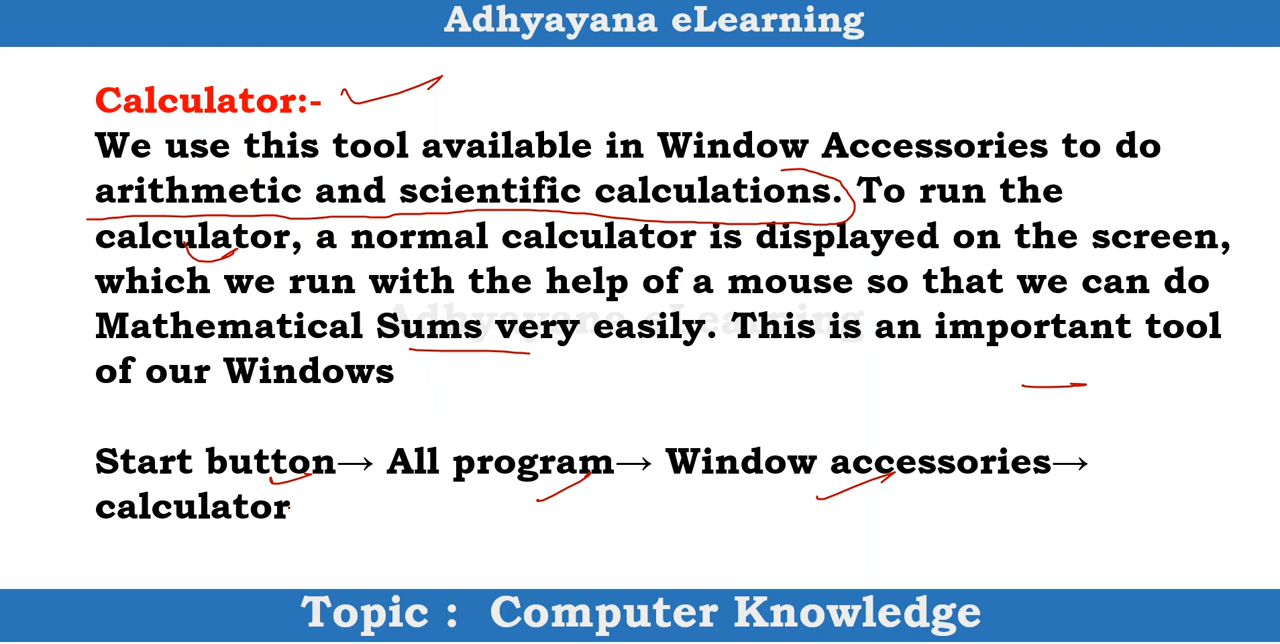 Adhyayana eLearning
Calculator:-
We use this tool available in Window Accessories to do
arithmetic and scientific calculations. To run the
calculator, a normal calculator is displayed on the screen,
which we run with the help of a mouse so that we can do
Adhyayana eLearning
Mathematical Sums very easily. This is an important tool
of our Windows
Start button→ All program→ Window accessories→
calculator
Topic : Computer Knowledge